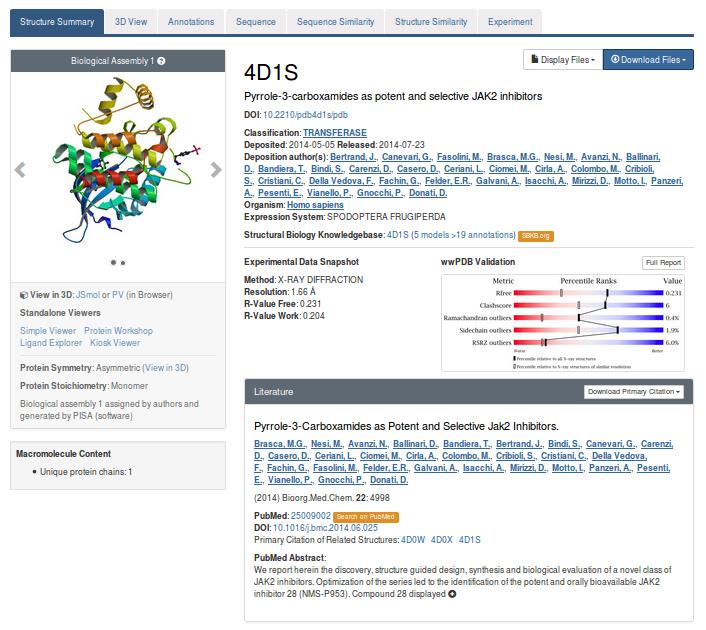 Structure Summary 3D View Annotations Sequence Sequence Similarity Structure Similarity Experiment
Biological Assembly 1
View in 3D: JSmol or PV (in Browser)
Standalone Viewers
Simple Viewer Protein Workshop
Ligand Explorer Kiosk Viewer
Protein Symmetry: Asymmetric (View in 3D)
Protein Stoichiometry: Monomer
Biological assembly 1 assigned by authors and
generated by PISA (software)
Macromolecule Content
• Unique protein chains: 1
4D1S
Display Files Download Files
Pyrrole-3-carboxamides as potent and selective JAK2 inhibitors
DOI: 10.2210/pdb4d1s/pdb
Classification: TRANSFERASE
Deposited: 2014-05-05 Released: 2014-07-23
Deposition author(s): Bertrand, J., Canevari, G., Fasolini, M., Brasca, M.G., Nesi, M., Avanzi, N., Ballinari,
D., Bandiera, T., Bindi, S., Carenzi, D., Casero, D., Ceriani, L., Ciomei, M., Cirla, A., Colombo, M., Cribioli,
S., Cristiani, C., Della Vedova, F., Fachin, G., Felder, E.R., Galvani, A., Isacchi, A., Mirizzi, D., Motto, I., Panzeri,
A., Pesenti, E., Vianello, P., Gnocchi, P., Donati, D.
Organism: Homo sapiens
Expression System: SPODOPTERA FRUGIPERDA
Structural Biology Knowledgebase: 4D1S (5 models >19 annotation) SBKB.org
Experimental Data Snapshot
Method: X-RAY DIFFRACTION
Resolution: 1.66 Å
R-Value Free: 0.231
R-Value Work: 0.204
wwPDB Validation Full Report
Metric Percentile Ranks Value
Rfree 0.231
Clashscore 6
Ramachandran outliers 0.4%
Sidechain outliers 1.9%
RSRZ outliers 6.0%
Worse Better
Percentile relative to all X-ray structures
Percentile relative to X-ray structures of similar resolution
Literature Download Primary Citation
Pyrrole-3-Carboxamides as Potent and Selective Jak2 Inhibitors.
Brasca, M.G., Nesi, M., Avanzi, N., Ballinari, D., Bandiera, T., Bertrand, J., Bindi, S., Canevari, G., Carenzi,
D., Casero, D., Ceriani, L., Ciomei, M., Cirla, A., Colombo, M., Cribioli, S., Cristiani, C., Della Vedova,
F., Fachin, G., Fasolini, M., Felder, E.R., Galvani, A., Isacchi, A., Mirizzi, D., Motto, I., Panzeri, A., Pesenti,
E., Vianello, P., Gnocchi, P., Donati, D.
(2014) Bioorg.Med.Chem. 22: 4998
PubMed: 25009002 Search on PubMed
DOI: 10.1016/j.bmc.2014.06.025
Primary Citation of Related Structures: 4D0W 4D0X 4D1S
PubMed Abstract:
We report herein the discovery, structure guided design, synthesis and biological evaluation of a novel class of
JAK2 inhibitors. Optimization of the series led to the identification of the potent and orally bioavailable JAK2
inhibitor 28 (NMS-P953). Compound 28 displayed